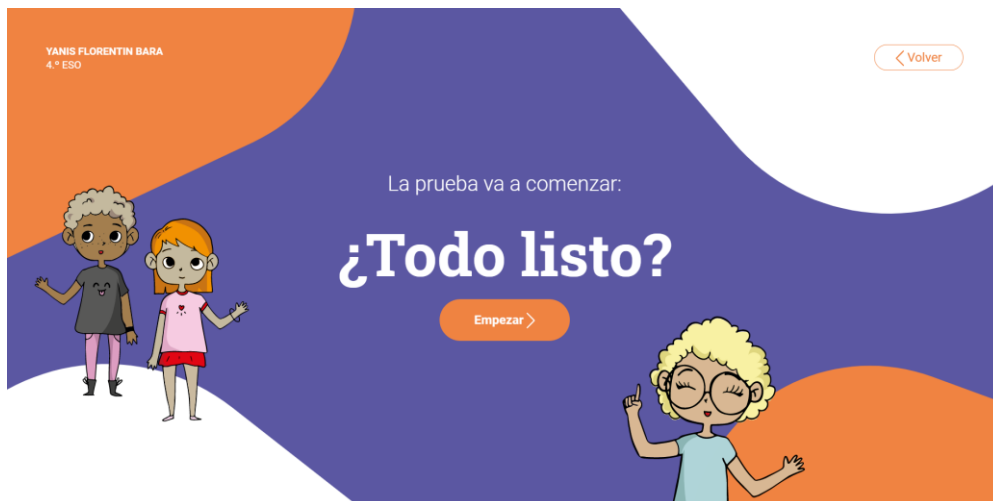 YANIS FLORENTIN BARA
4.º ESO
Volver
La prueba va a comenzar:
¿Todo listo?
Empezar